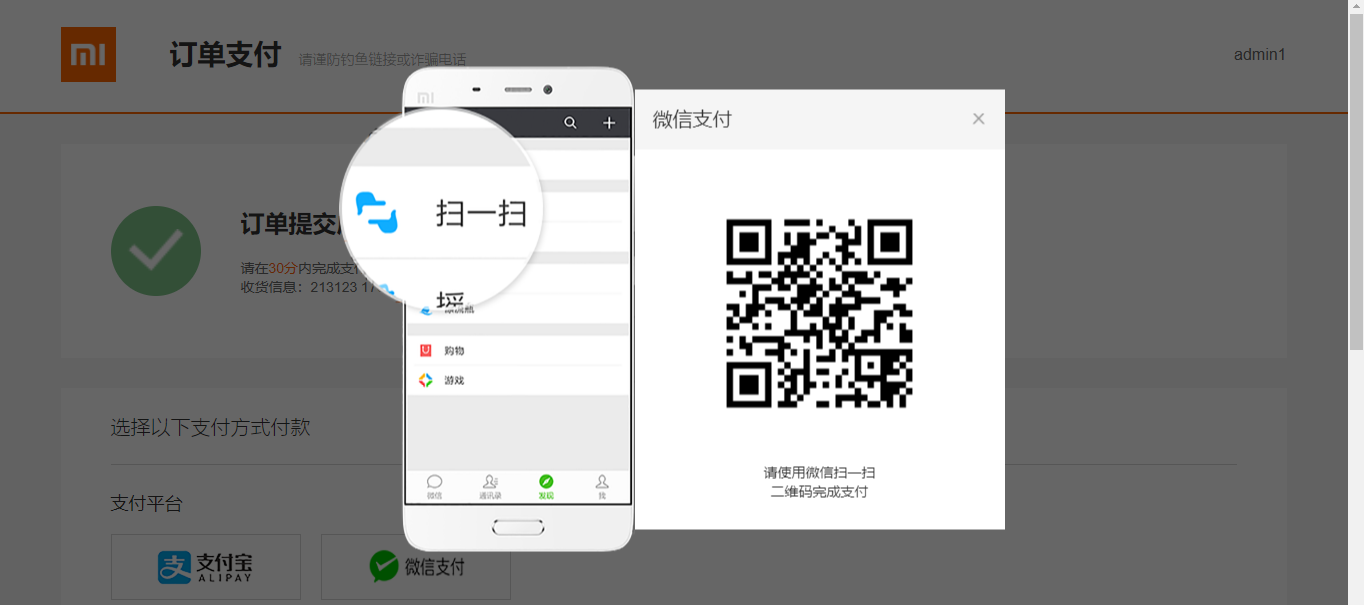 mi
订单支付
请谨防钓鱼链接或诈骗电话
admin1
mi
微信支付
×
扫一扫
订单提交
请在30分内完成支付
收货信息：213123 17
购物
游戏
微信
通讯录
发现
我
请使用微信扫一扫
二维码完成支付
选择以下支付方式付款
支付平台
支付宝
ALIPAY
微信支付